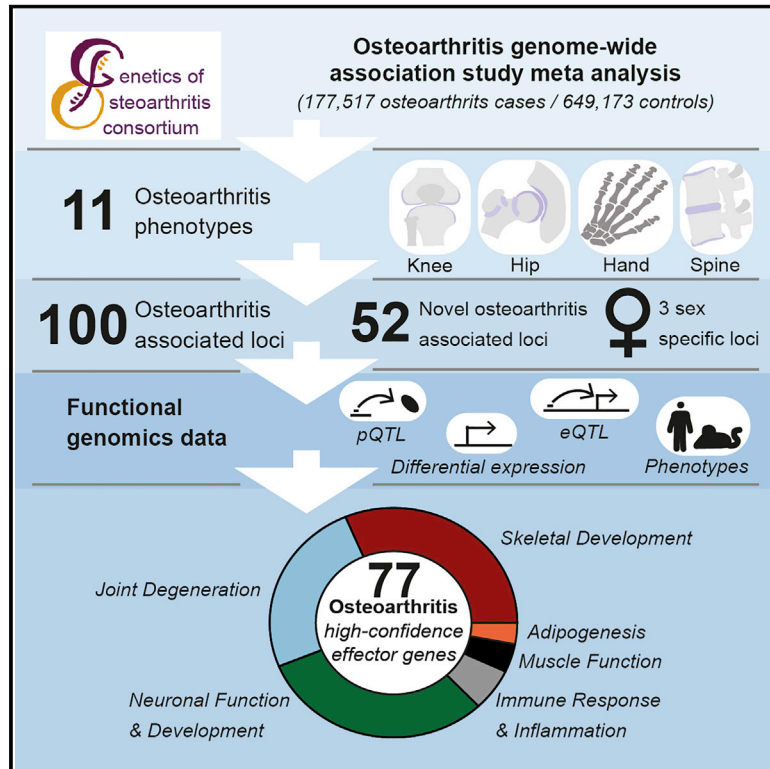 Genetics of
Osteoarthritis
consortium
Osteoarthritis genome-wide
association study meta analysis
(177,517 osteoarthrits cases / 649,173 controls)
11 Osteoarthritis
phenotypes
Knee
Hip
Hand
Spine
100 Osteoarthritis
associated loci
52 Novel osteoarthritis
associated loci
3 sex
specific loci
Functional
genomics data
pQTL
eQTL
Differential expression
Phenotypes
Skeletal Development
Joint Degeneration
77
Osteoarthritis
high-confidence
effector genes
Adipogenesis
Muscle Function
Neuronal Function
& Development
Immune Response
& Inflammation